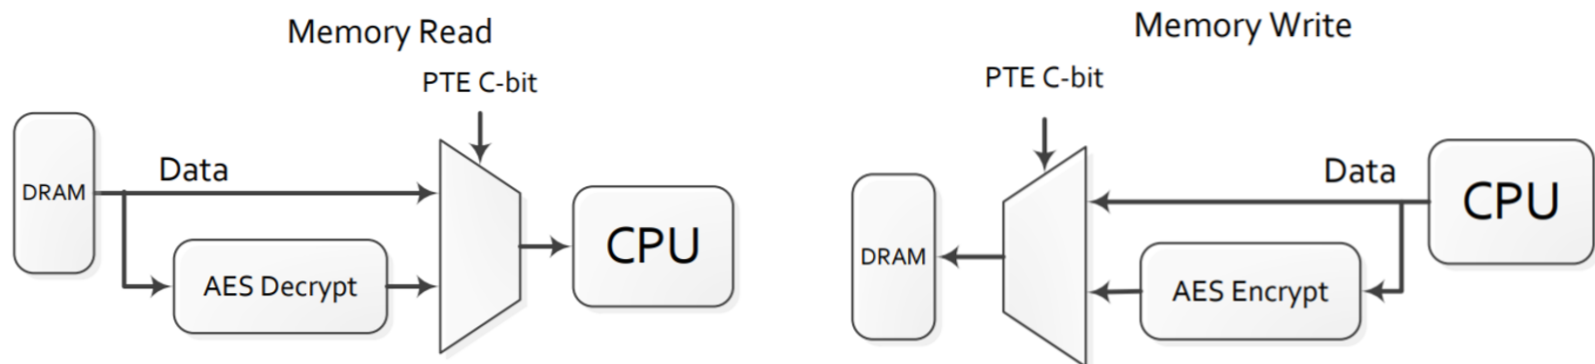 Memory Read
PTE C-bit
DRAM
Data
AES Decrypt
CPU
Memory Write
PTE C-bit
DRAM
Data
AES Encrypt
CPU